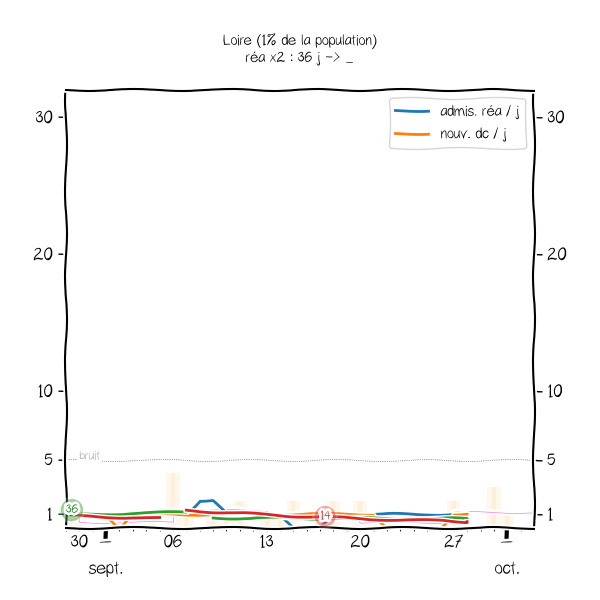 Loire (1% de la population)
réa x2 : 36 j -> _
admis. réa / j
nouv. dc / j
30
30
20
20
10
10
5
bruit
5
36
14
1
1
30
06
13
20
27
sept.
oct.